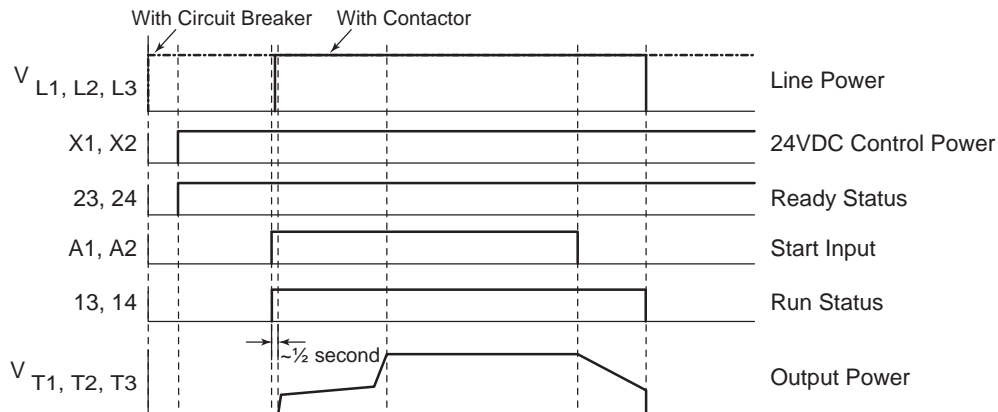 With Circuit Breaker
With Contactor
V L1, L2, L3
Line Power
X1, X2
24VDC Control Power
23, 24
Ready Status
A1, A2
Start Input
13, 14
Run Status
~½ second
V T1, T2, T3
Output Power